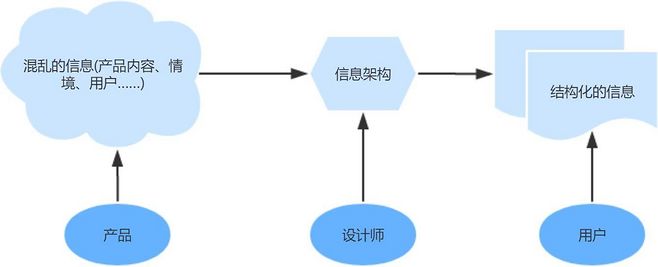 混乱的信息(产品内容、情
境、用户......)
信息架构
结构化的信息
产品
设计师
用户